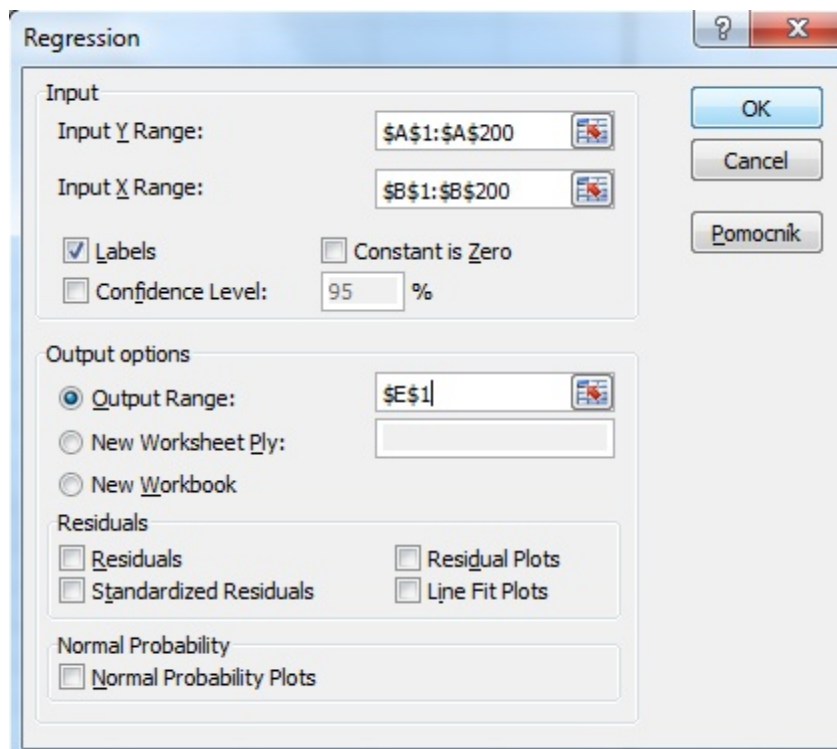 Regression
Input
Input Y Range: $A$1:$A$200
Input X Range: $B$1:$B$200
Labels Constant is Zero
Confidence Level: 95 %
OK
Cancel
Pomocník
Output options
Output Range: $E$1
New Worksheet Ply:
New Workbook
Residuals
Residuals Residual Plots
Standardized Residuals Line Fit Plots
Normal Probability
Normal Probability Plots